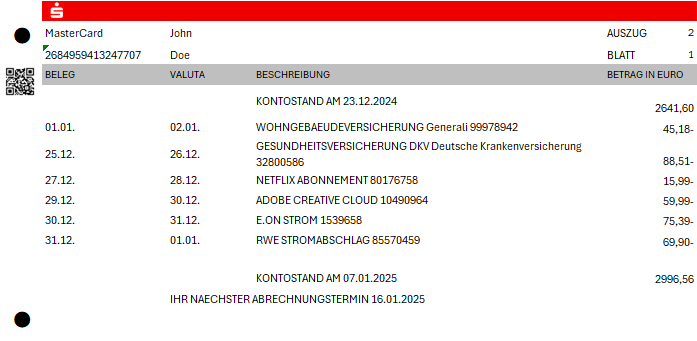 MasterCard John AUSZUG 2
2684959413247707 Doe BLATT 1
BELEG VALUTA BESCHREIBUNG BETRAG IN EURO
KONTOSTAND AM 23.12.2024 2641,60
01.01. 02.01. WOHNGEBAEUDEVERSICHERUNG Generali 99978942 45,18-
25.12. 26.12. GESUNDHEITSVERSICHERUNG DKV Deutsche Krankenversicherung
32800586 88,51-
27.12. 28.12. NETFLIX ABONNEMENT 80176758 15,99-
29.12. 30.12. ADOBE CREATIVE CLOUD 10490964 59,99-
30.12. 31.12. E.ON STROM 1539658 75,39-
31.12. 01.01. RWE STROMABSCHLAG 85570459 69,90-
KONTOSTAND AM 07.01.2025 2996,56
IHR NAECHSTER ABRECHNUNGSTERMIN 16.01.2025